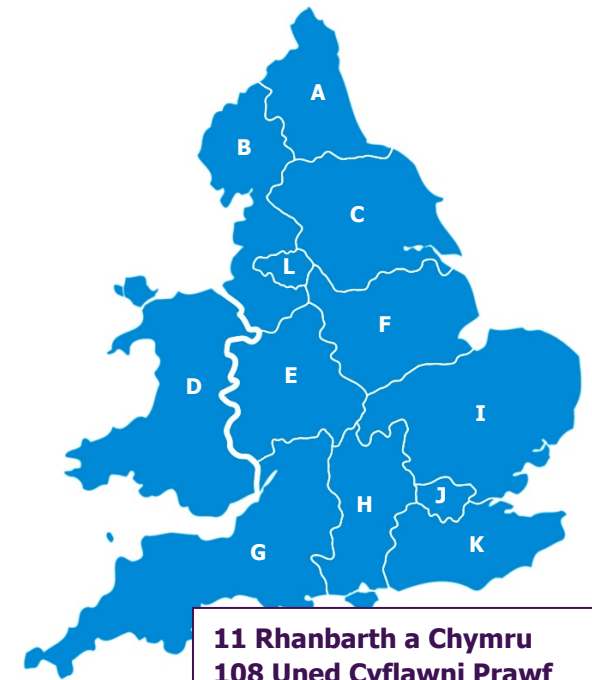 A
B
C
L
F
D
E
I
J
H
K
G
11 Rhanbarth a Chymru
108 Uned Cyflawni Prawf